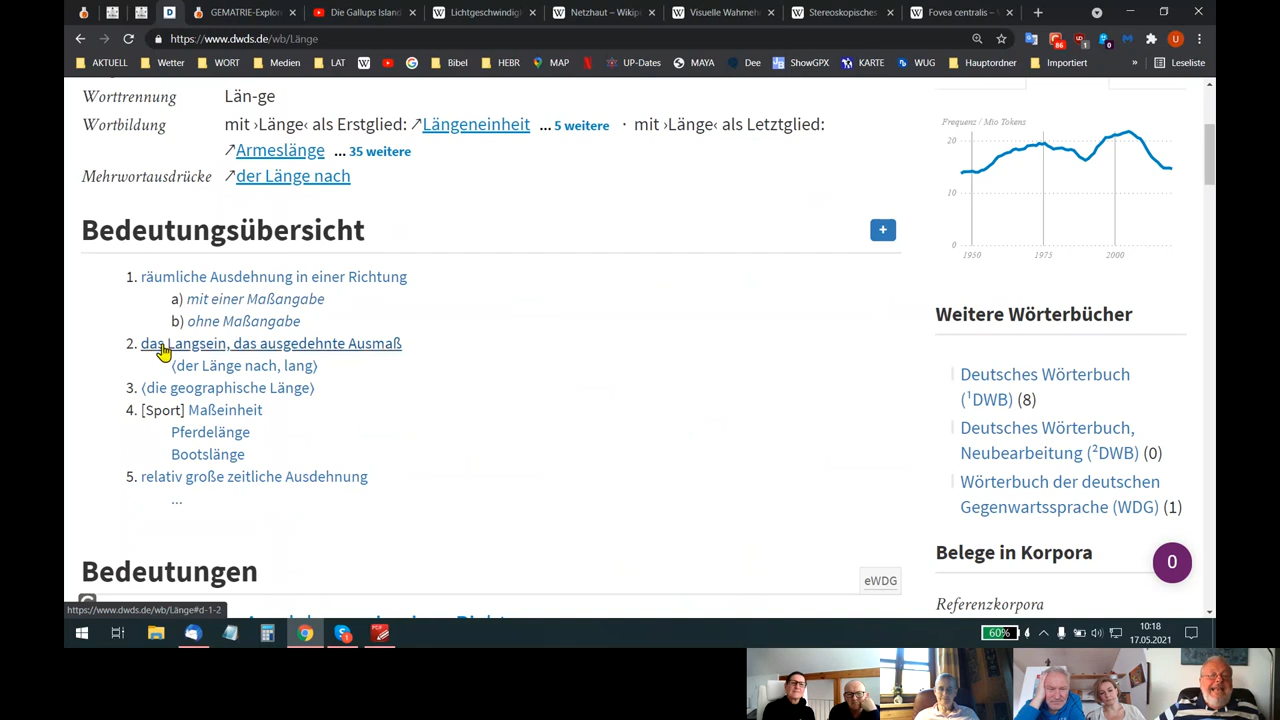 GEMATRIE-Explor
Die Gallups Island
Lichtgeschwindigk
Netzhaut – Wikipe
Visuelle Wahrnehm
Stereoskopisches
Fovea centralis –
https://www.dwds.de/wb/Länge
AKTUELL Wetter WORT Medien LAT Bibel HEBR MAP UP-Dates MAYA Dee ShowGPX KARTE WUG Hauptordner Importiert » Leseliste
Worttrennung Län-ge
Wortbildung mit ›Länge‹ als Erstglied: ↗Längeneinheit ... 5 weitere · mit ›Länge‹ als Letztglied:
↗Armeslänge ... 35 weitere
Mehrwortausdrücke ↗der Länge nach
Bedeutungsübersicht
+
1. räumliche Ausdehnung in einer Richtung
a) mit einer Maßangabe
b) ohne Maßangabe
2. das Langsein, das ausgedehnte Ausmaß
⟨der Länge nach, lang⟩
3. ⟨die geographische Länge⟩
4. [Sport] Maßeinheit
Pferdelänge
Bootslänge
5. relativ große zeitliche Ausdehnung
...
Bedeutungen
eWDG
https://www.dwds.de/wb/Länge#d-1-2
Frequenz / Mio Tokens
20
10
0
1950 1975 2000
Weitere Wörterbücher
Deutsches Wörterbuch
(¹DWB) (8)
Deutsches Wörterbuch,
Neubearbeitung (²DWB) (0)
Wörterbuch der deutschen
Gegenwartssprache (WDG) (1)
Belege in Korpora
0
Referenzkorpora
60%
10:18
17.05.2021